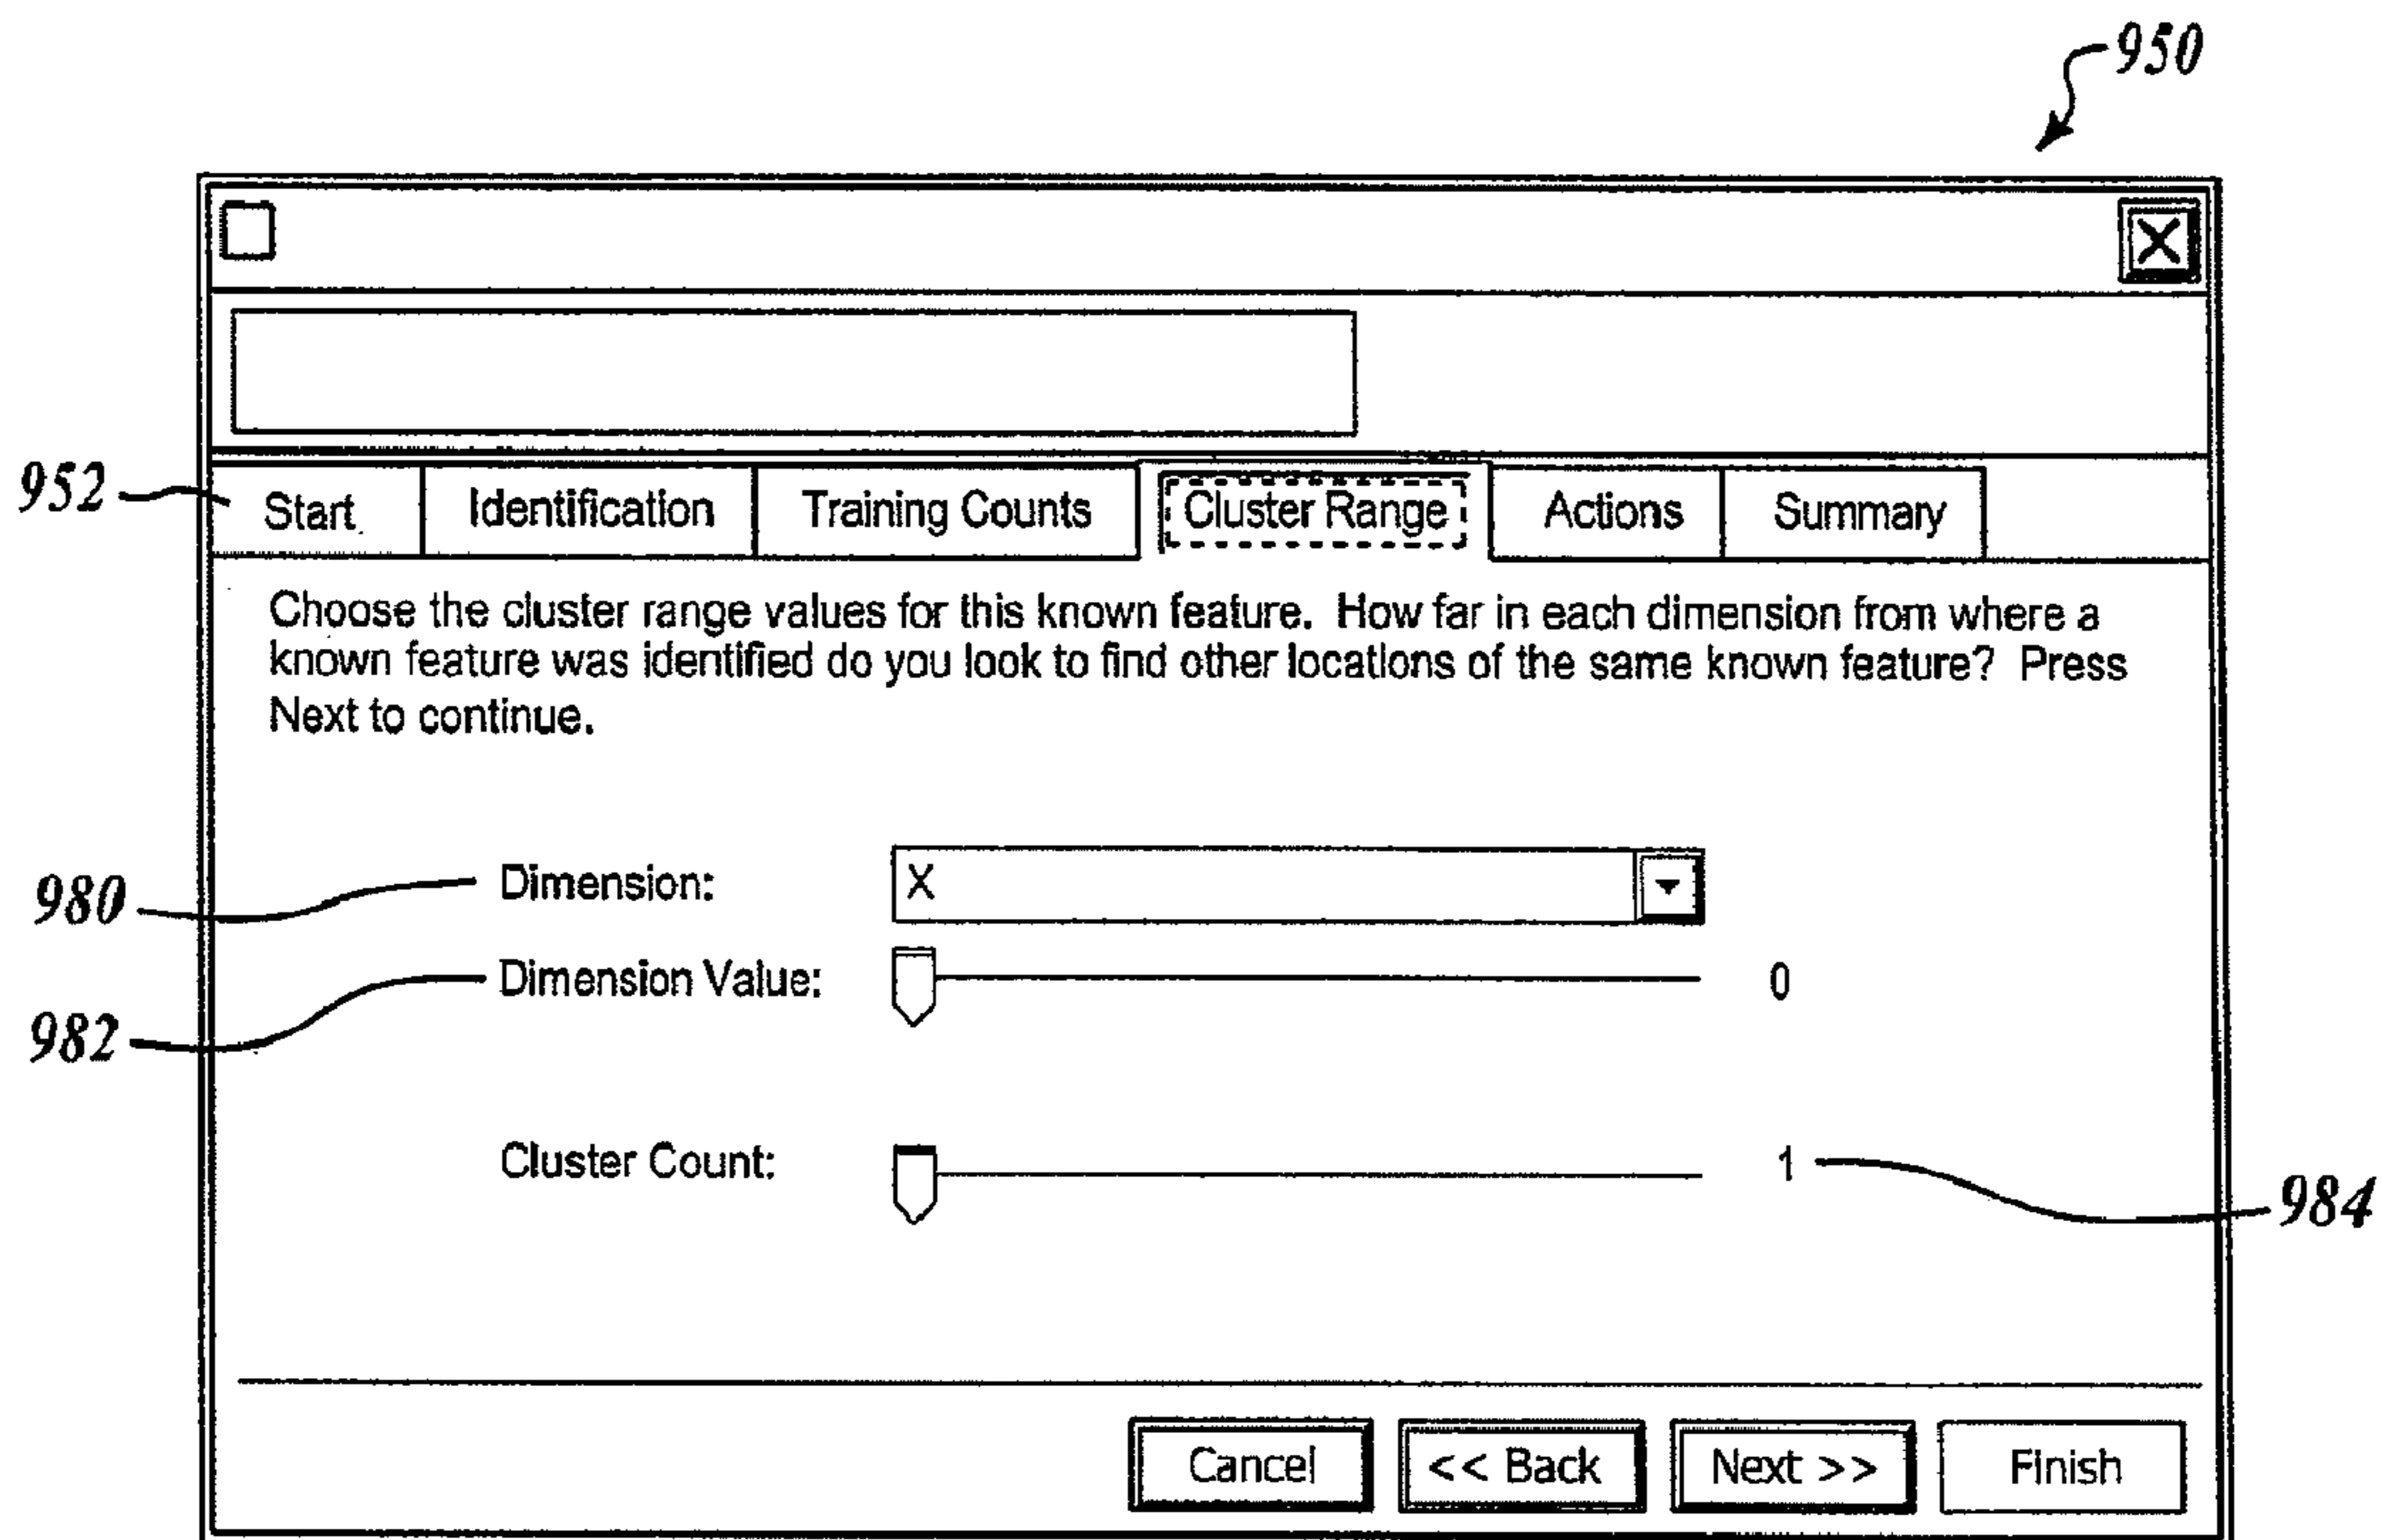 950
X
952
Start Identification Training Counts Cluster Range Actions Summary
Choose the cluster range values for this known feature. How far in each dimension from where a
known feature was identified do you look to find other locations of the same known feature? Press
Next to continue.
980 Dimension: X
982 Dimension Value: 0
Cluster Count: 1 984
Cancel << Back Next >> Finish